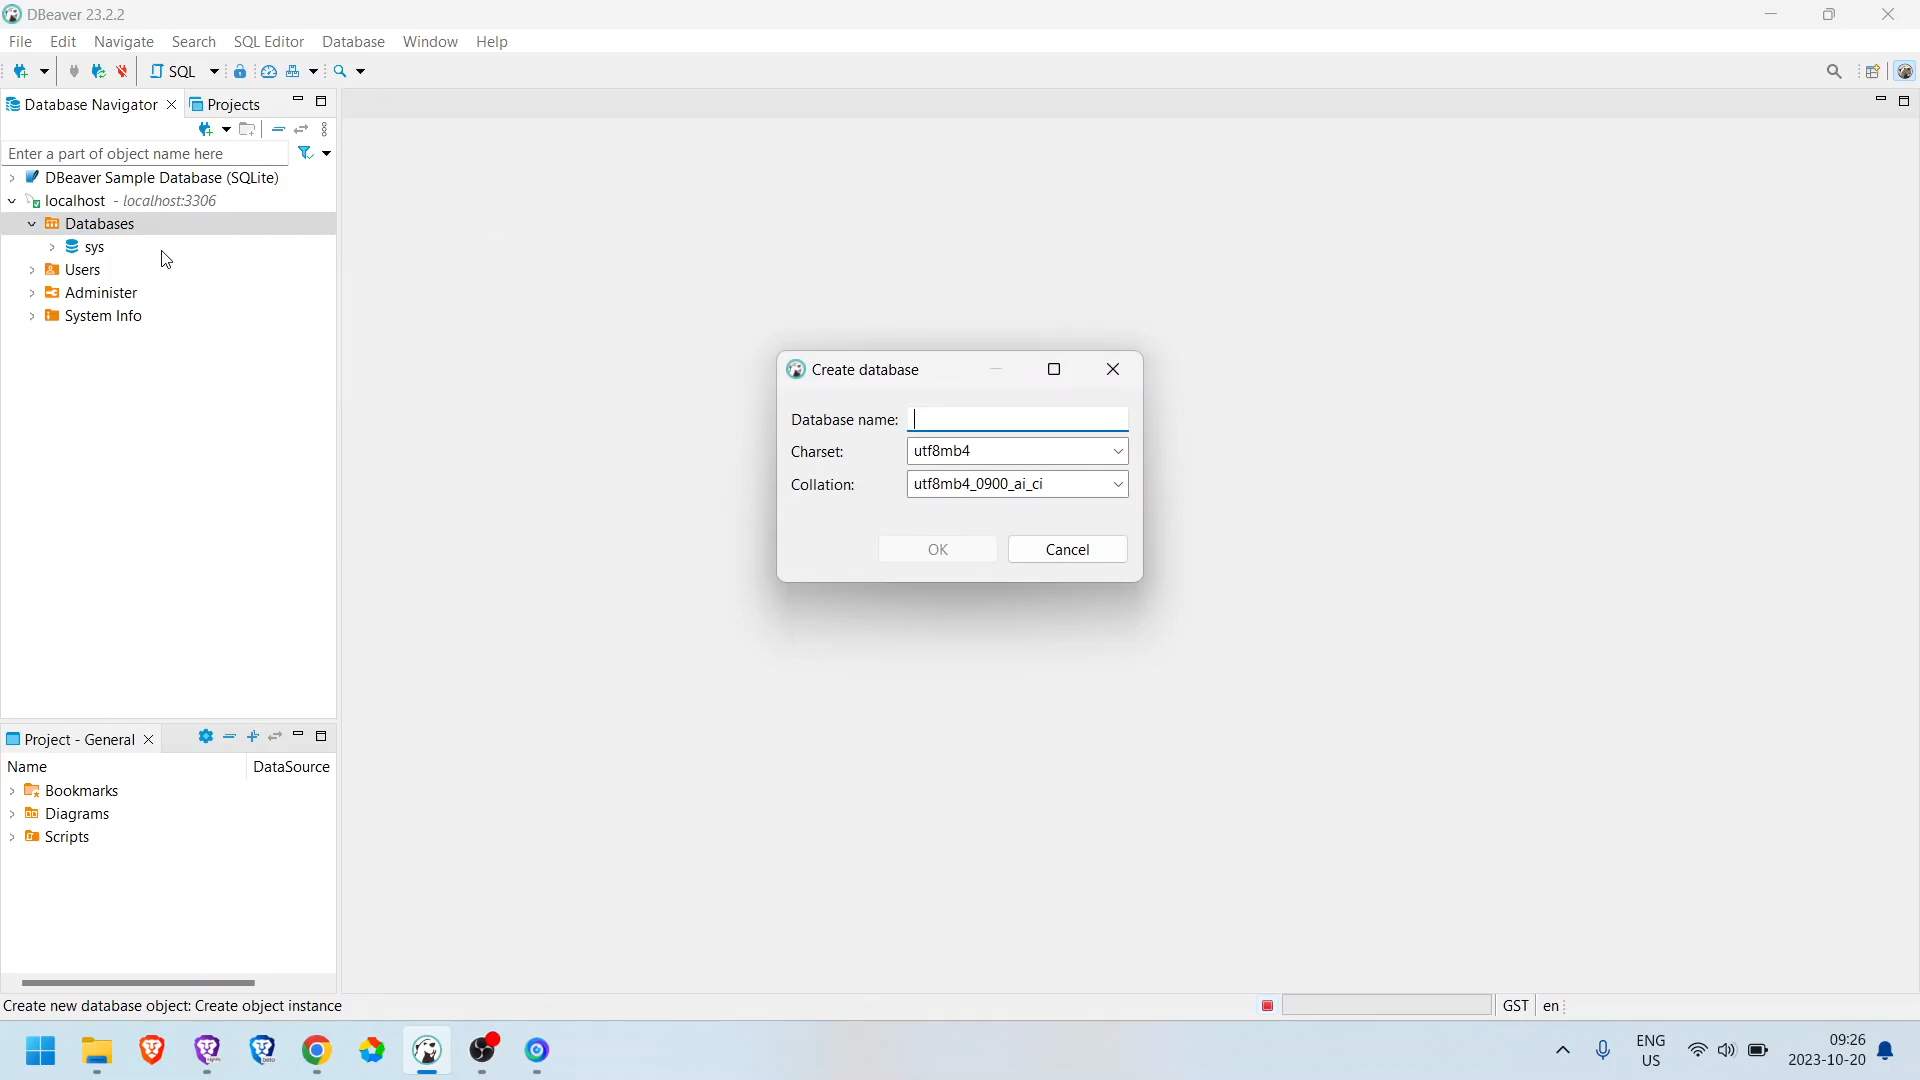 DBeaver 23.2.2
File Edit Navigate Search SQL Editor Database Window Help
SQL
Database Navigator Projects
Enter a part of object name here
DBeaver Sample Database (SQLite)
localhost - localhost:3306
Databases
sys
Users
Administer
System Info
Create database
Database name:
Charset: utf8mb4
Collation: utf8mb4_0900_ai_ci
OK Cancel
Project - General
Name DataSource
Bookmarks
Diagrams
Scripts
Create new database object: Create object instance
GST en
ENG
US
09:26
2023-10-20